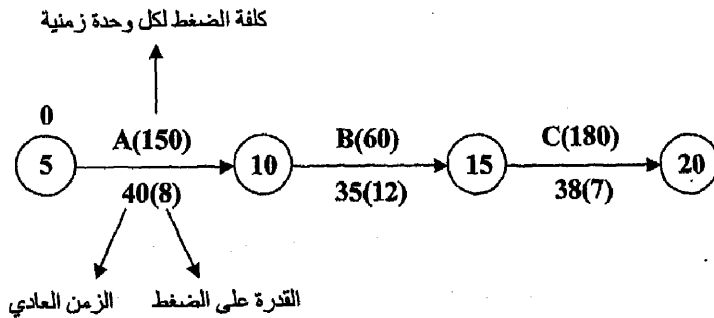 كلفة الضغط لكل وحدة زمنية
0
A(150) B(60) C(180)
5 10 15 20
40(8) 35(12) 38(7)
الزمن العادي القدرة على الضغط